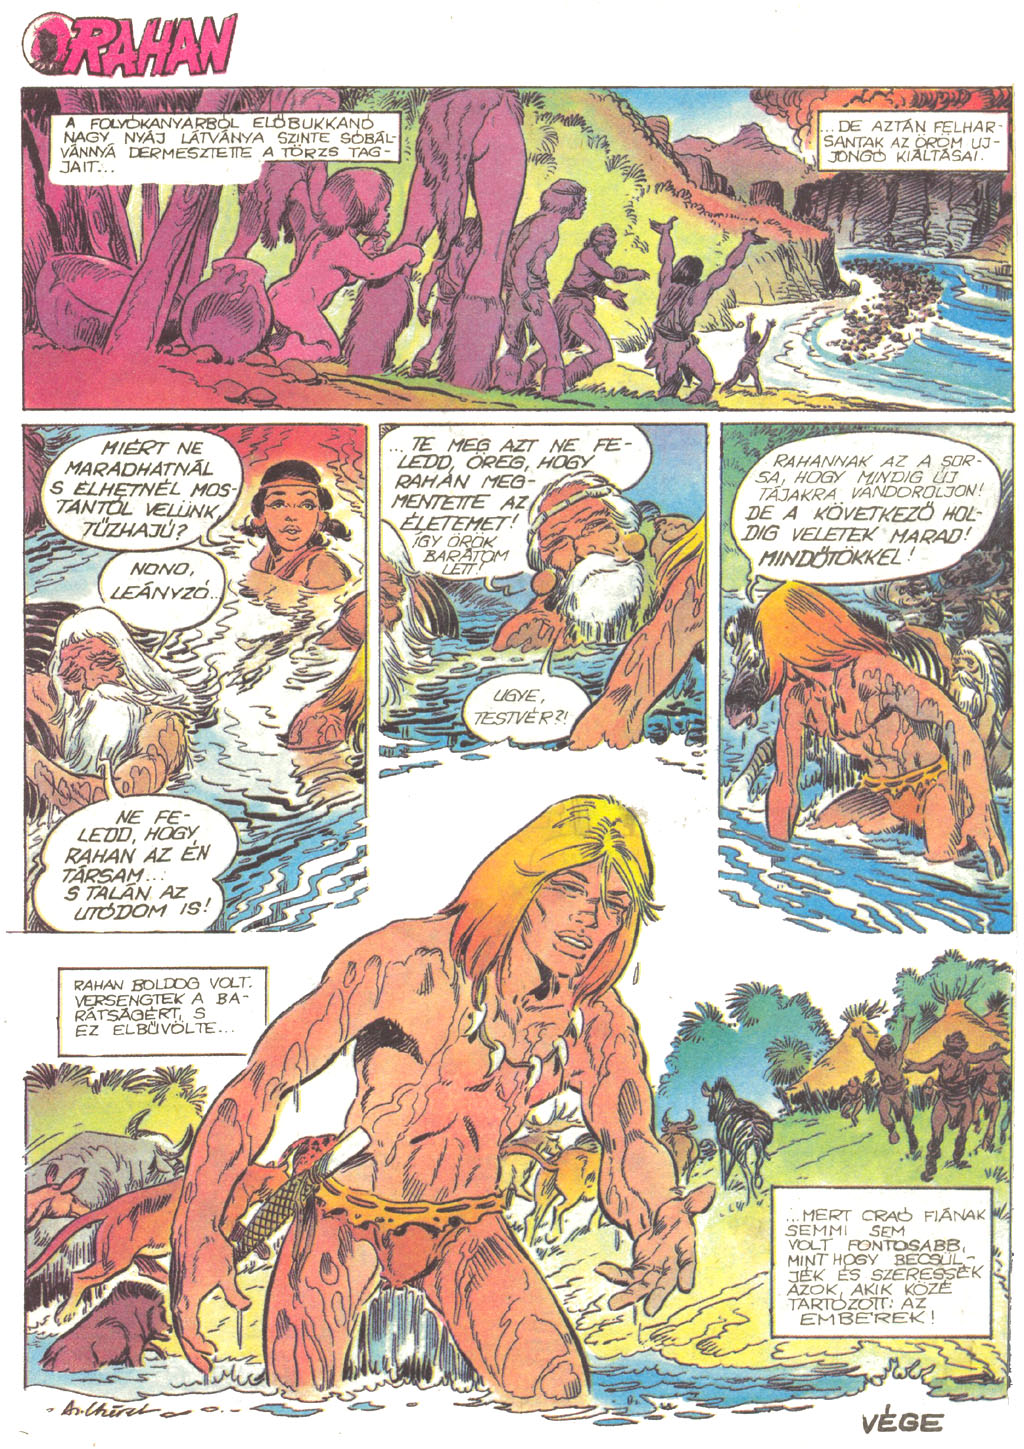 RAHAN
A FOLYÓKANYARBÓL ELŐBUKKANÓ
NAGY NYÁJ LÁTVÁNYA SZINTE SÓBÁL-
VÁNNYÁ DERMESZTETTE A TÖRZS TAG-
JAIT...
...DE AZTÁN FELHAR-
SANTAK AZ ÖRÖM UJ-
JONGÓ KIÁLTÁSAI.
MIÉRT NE
MARADHATNÁL
S ÉLHETNÉL MOS-
TANTÓL VELÜNK,
TŰZHAJÚ?
NONO,
LEÁNYZÓ...
NE FE-
LEDD, HOGY
RAHAN AZ ÉN
TÁRSAM...
S TALÁN AZ
UTÓDOM IS!
...TE MEG AZT NE FE-
LEDD, ÖREG, HOGY
RAHAN MEG-
MENTETTE AZ
ÉLETEMET!
ÍGY ÖRÖK
BARÁTOM
LETT!
UGYE,
TESTVÉR?!
RAHANNAK AZ A SOR-
SA, HOGY MINDIG ÚJ
TÁJAKRA VÁNDOROLJON!
DE A KÖVETKEZŐ HOL-
DIG VELETEK MARAD!
MINDŐTÖKKEL!
RAHAN BOLDOG VOLT.
VERSENGTEK A BA-
RÁTSÁGÉRT, S
EZ ELBŰVÖLTE...
...MERT CRAÓ FIÁNAK
SEMMI SEM
VOLT FONTOSABB,
MINT HOGY BECSÜL-
JÉK ÉS SZERESSÉK
AZOK, AKIK KÖZÉ
TARTOZOTT: AZ
EMBEREK!
VÉGE